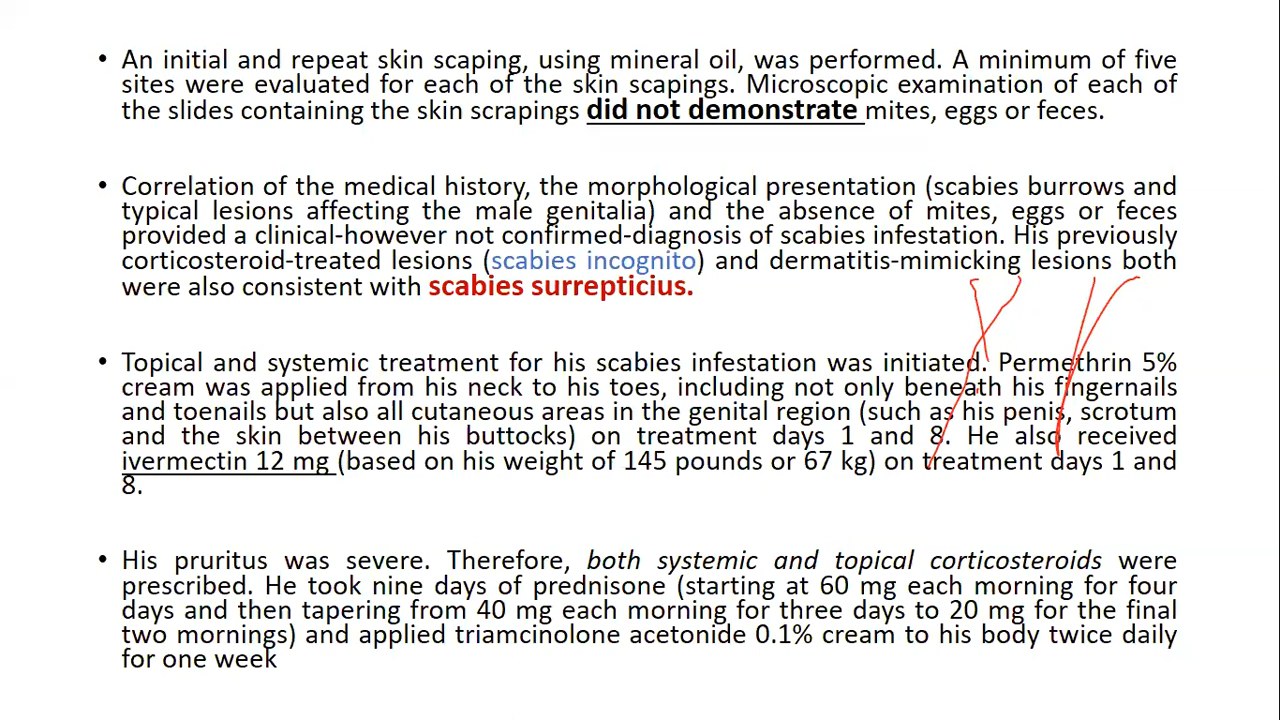 • An initial and repeat skin scaping, using mineral oil, was performed. A minimum of five
sites were evaluated for each of the skin scapings. Microscopic examination of each of
the slides containing the skin scrapings did not demonstrate mites, eggs or feces.
• Correlation of the medical history, the morphological presentation (scabies burrows and
typical lesions affecting the male genitalia) and the absence of mites, eggs or feces
provided a clinical-however not confirmed-diagnosis of scabies infestation. His previously
corticosteroid-treated lesions (scabies incognito) and dermatitis-mimicking lesions both
were also consistent with scabies surrepticius.
• Topical and systemic treatment for his scabies infestation was initiated. Permethrin 5%
cream was applied from his neck to his toes, including not only beneath his fingernails
and toenails but also all cutaneous areas in the genital region (such as his penis, scrotum
and the skin between his buttocks) on treatment days 1 and 8. He also received
ivermectin 12 mg (based on his weight of 145 pounds or 67 kg) on treatment days 1 and
8.
• His pruritus was severe. Therefore, both systemic and topical corticosteroids were
prescribed. He took nine days of prednisone (starting at 60 mg each morning for four
days and then tapering from 40 mg each morning for three days to 20 mg for the final
two mornings) and applied triamcinolone acetonide 0.1% cream to his body twice daily
for one week